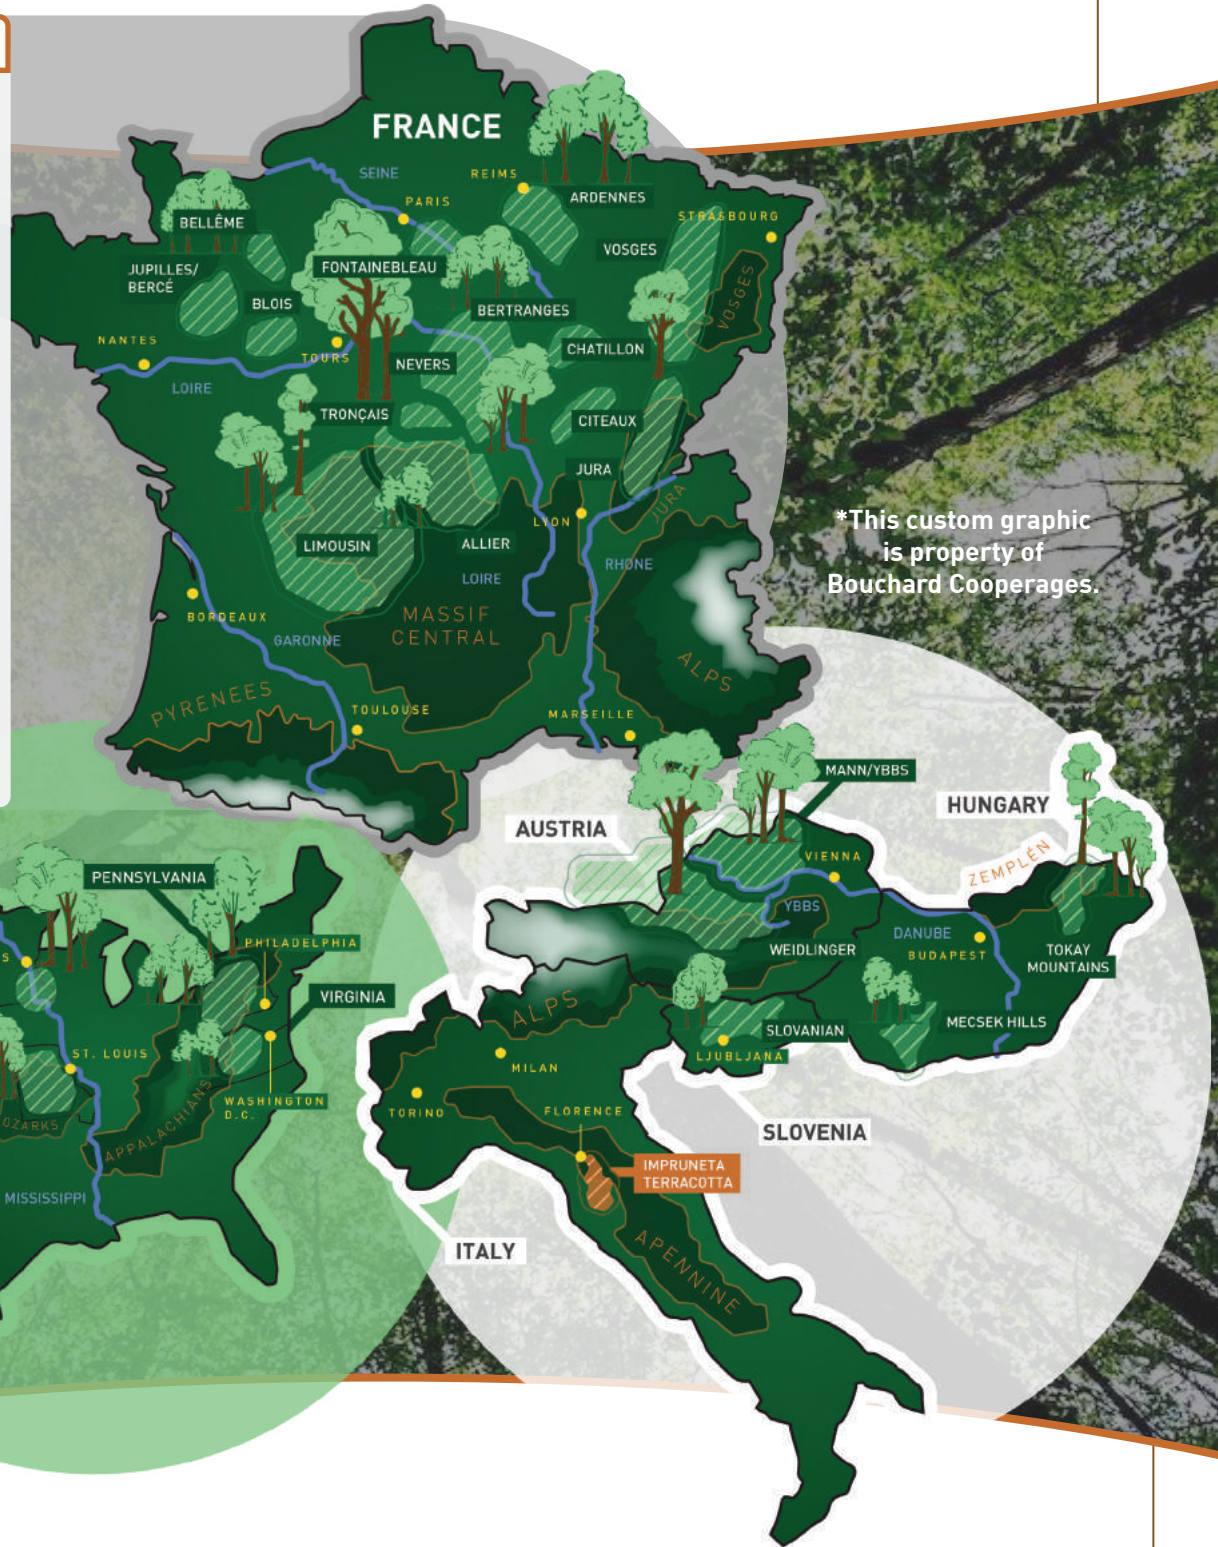 FRANCE
SEINE
REIMS
PARIS
ARDENNES
STRASBOURG
BELLÊME
VOSGES
JUPILLES/
BERCÉ
FONTAINEBLEAU
VOSGES
BLOIS
BERTRANGES
NANTES
TOURS
CHATILLON
NEVERS
LOIRE
TRONÇAIS
CITEAUX
JURA
JURA
LYON
LIMOUSIN
ALLIER
*This custom graphic
is property of
Bouchard Cooperages.
LOIRE
RHONE
BORDEAUX
MASSIF
CENTRAL
GARONNE
ALPS
PYRENEES
TOULOUSE
MARSEILLE
MANN/YBBS
HUNGARY
AUSTRIA
VIENNA
ZEMPLÉN
PENNSYLVANIA
YBBS
DANUBE
PHILADELPHIA
WEIDLINGER
BUDAPEST
TOKAY
MOUNTAINS
S
VIRGINIA
ALPS
SLOVANIAN
MECSEK HILLS
ST. LOUIS
LJUBLJANA
MILAN
WASHINGTON
D.C.
TORINO
FLORENCE
OZARKS
APPALACHIANS
SLOVENIA
IMPRUNETA
TERRACOTTA
MISSISSIPPI
ITALY
APENNINE